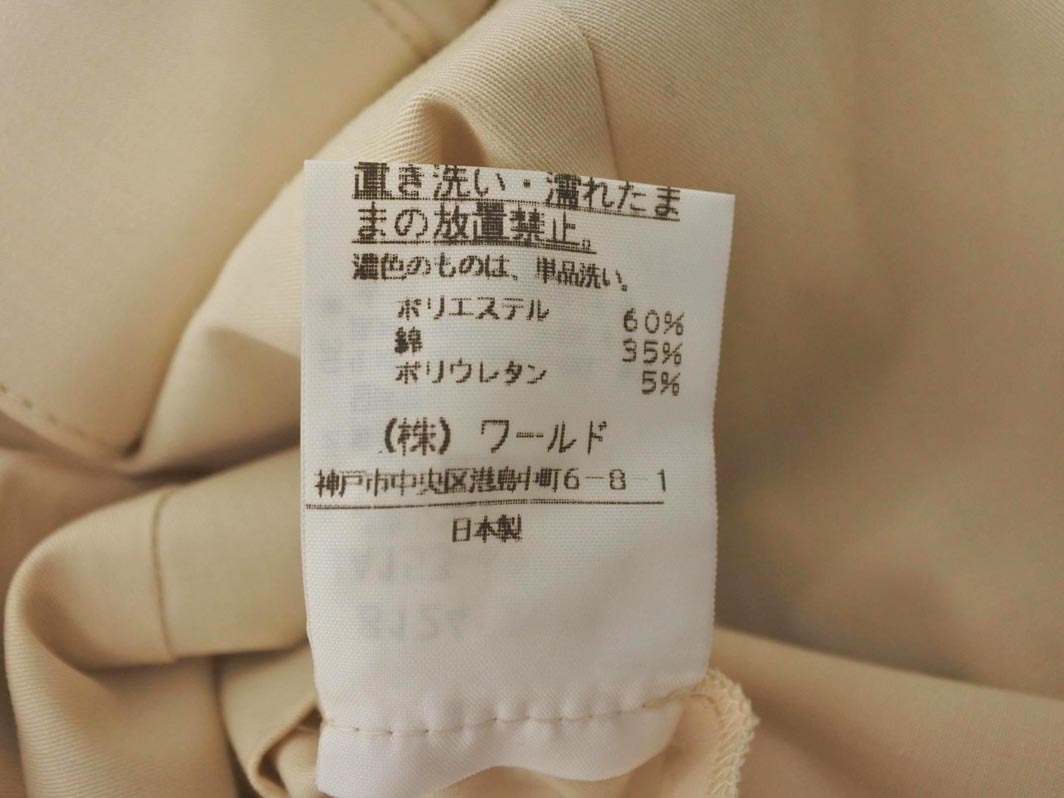 置き洗い・濡れたま
まの放置禁止。
濃色のものは、単品洗い。
ポリエステル 60%
綿 35%
ポリウレタン 5%
(株) ワールド
神戸市中央区港島中町6-8-1
日本製